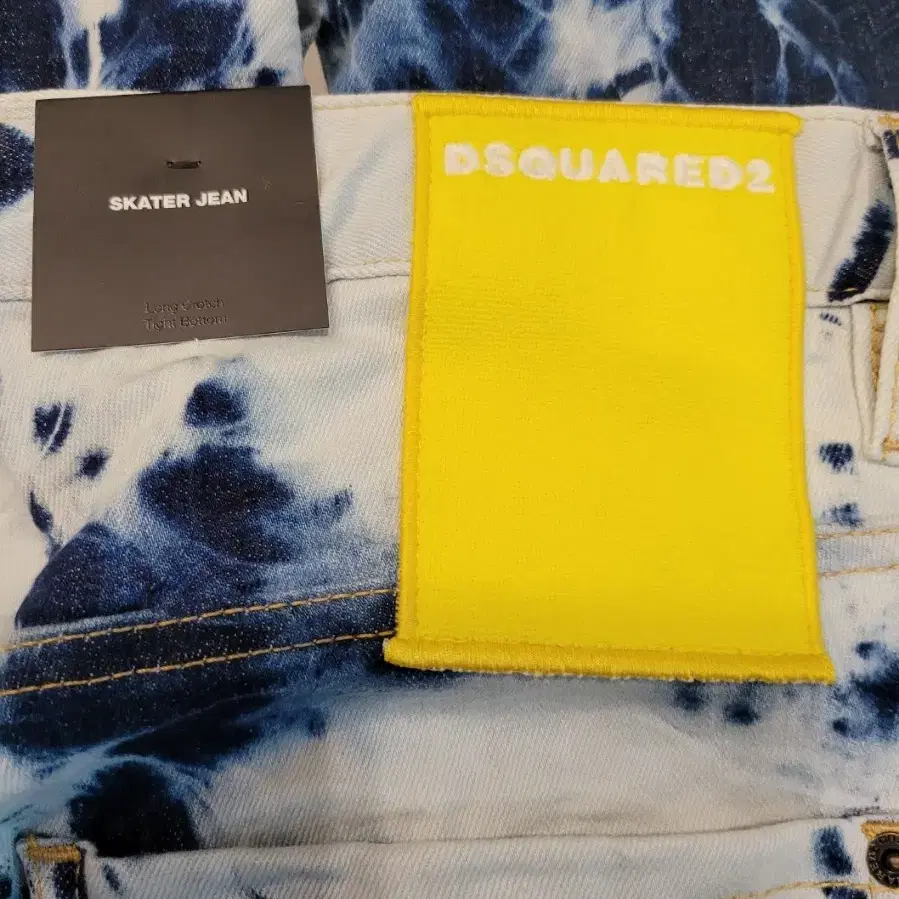 SKATER JEAN
DSQUARED2
Long Crotch
Tight Bottom